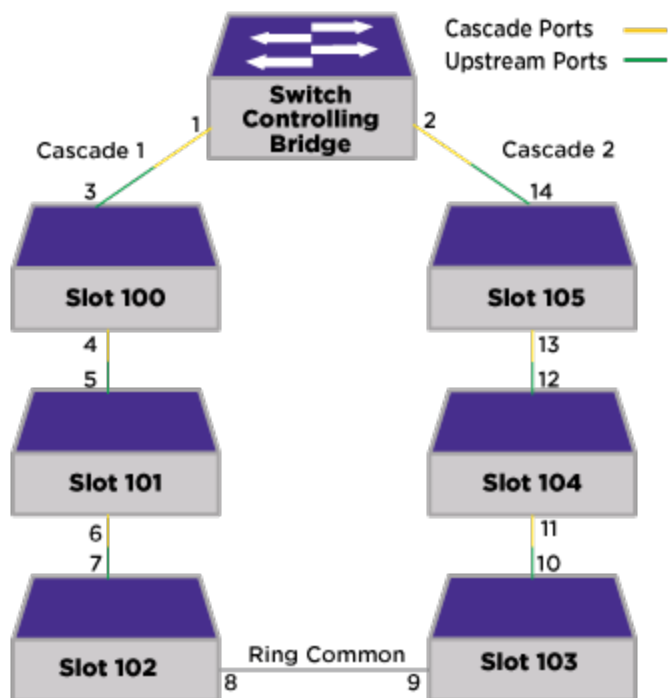 Cascade Ports
Upstream Ports
Switch
Controlling
Bridge
1
2
Cascade 1
Cascade 2
3
14
Slot 100
Slot 105
4
13
5
12
Slot 101
Slot 104
6
11
7
10
Slot 102
Ring Common
Slot 103
8
9